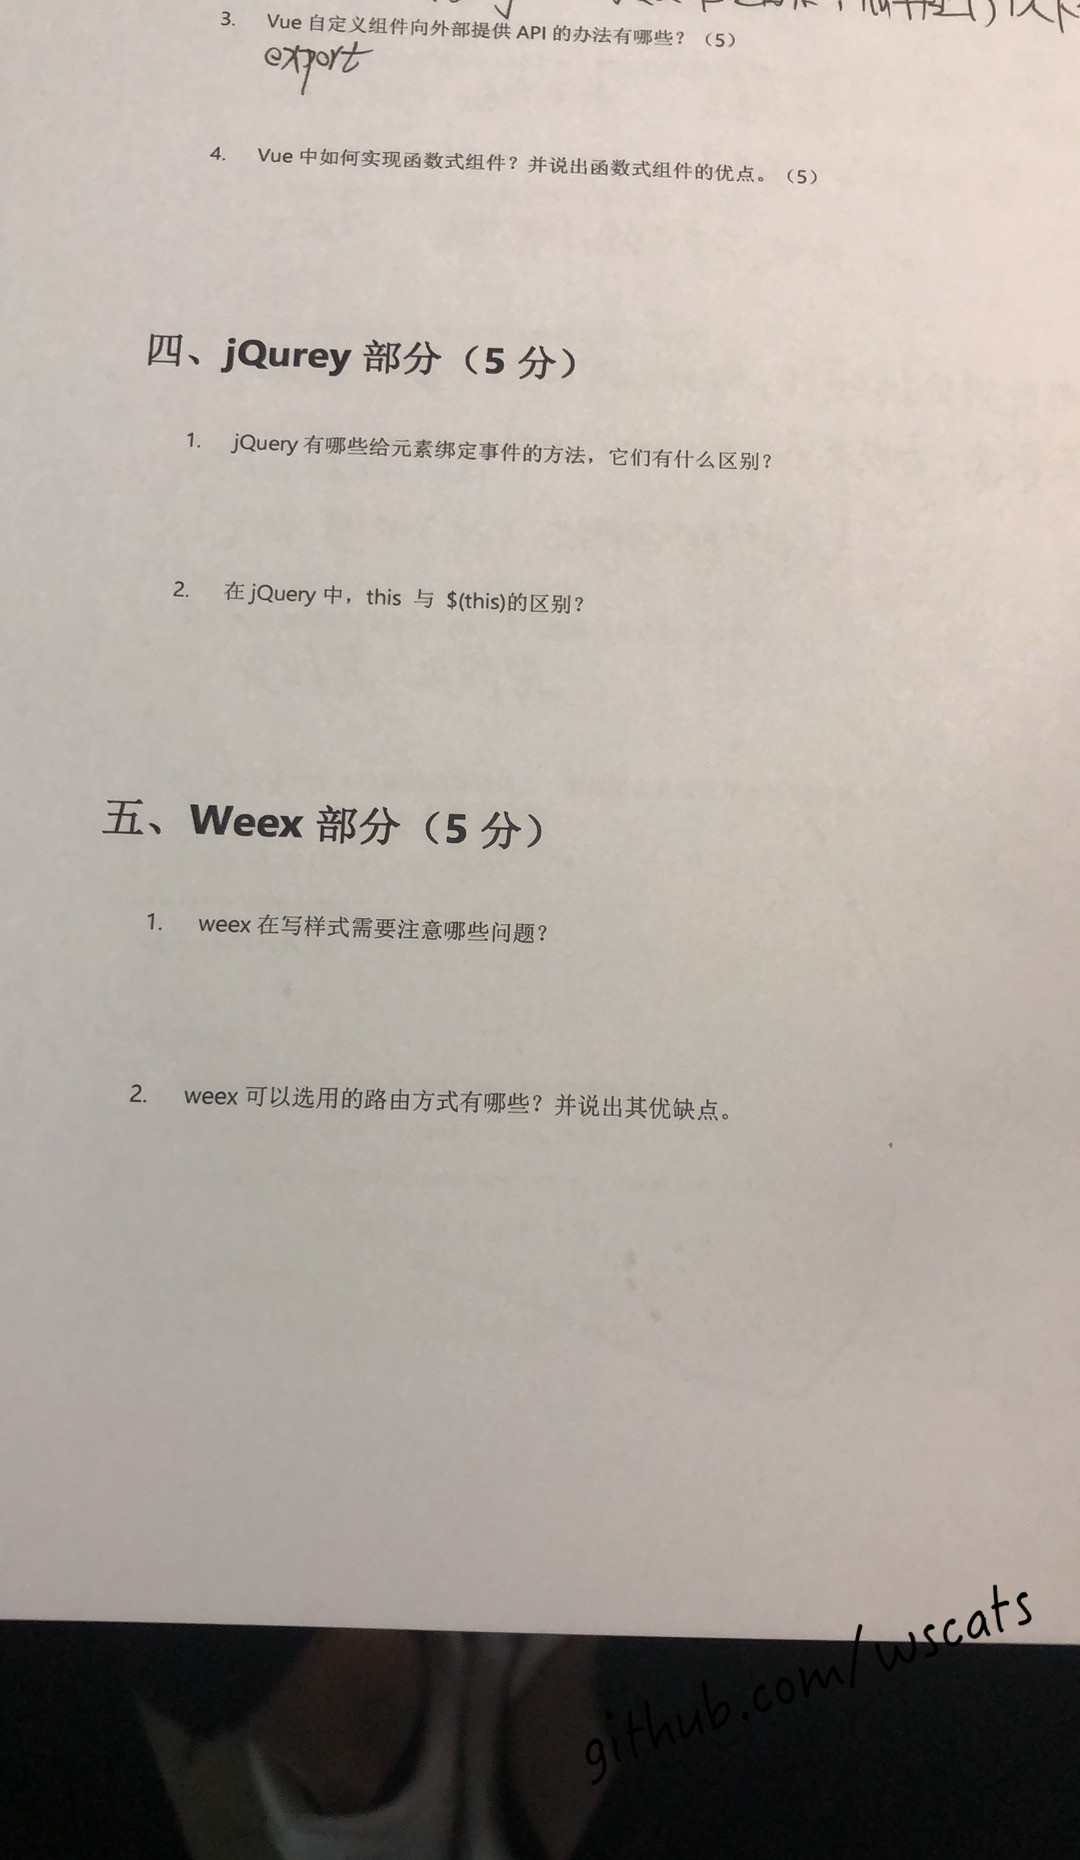 3. Vue 自定义组件向外部提供 API 的办法有哪些？（5）
export
4. Vue 中如何实现函数式组件？并说出函数式组件的优点。（5）
四、jQurey 部分（5 分）
1. jQuery 有哪些给元素绑定事件的方法，它们有什么区别？
2. 在 jQuery 中，this 与 $(this)的区别？
五、Weex 部分（5 分）
1. weex 在写样式需要注意哪些问题？
2. weex 可以选用的路由方式有哪些？并说出其优缺点。
github.com/wscats